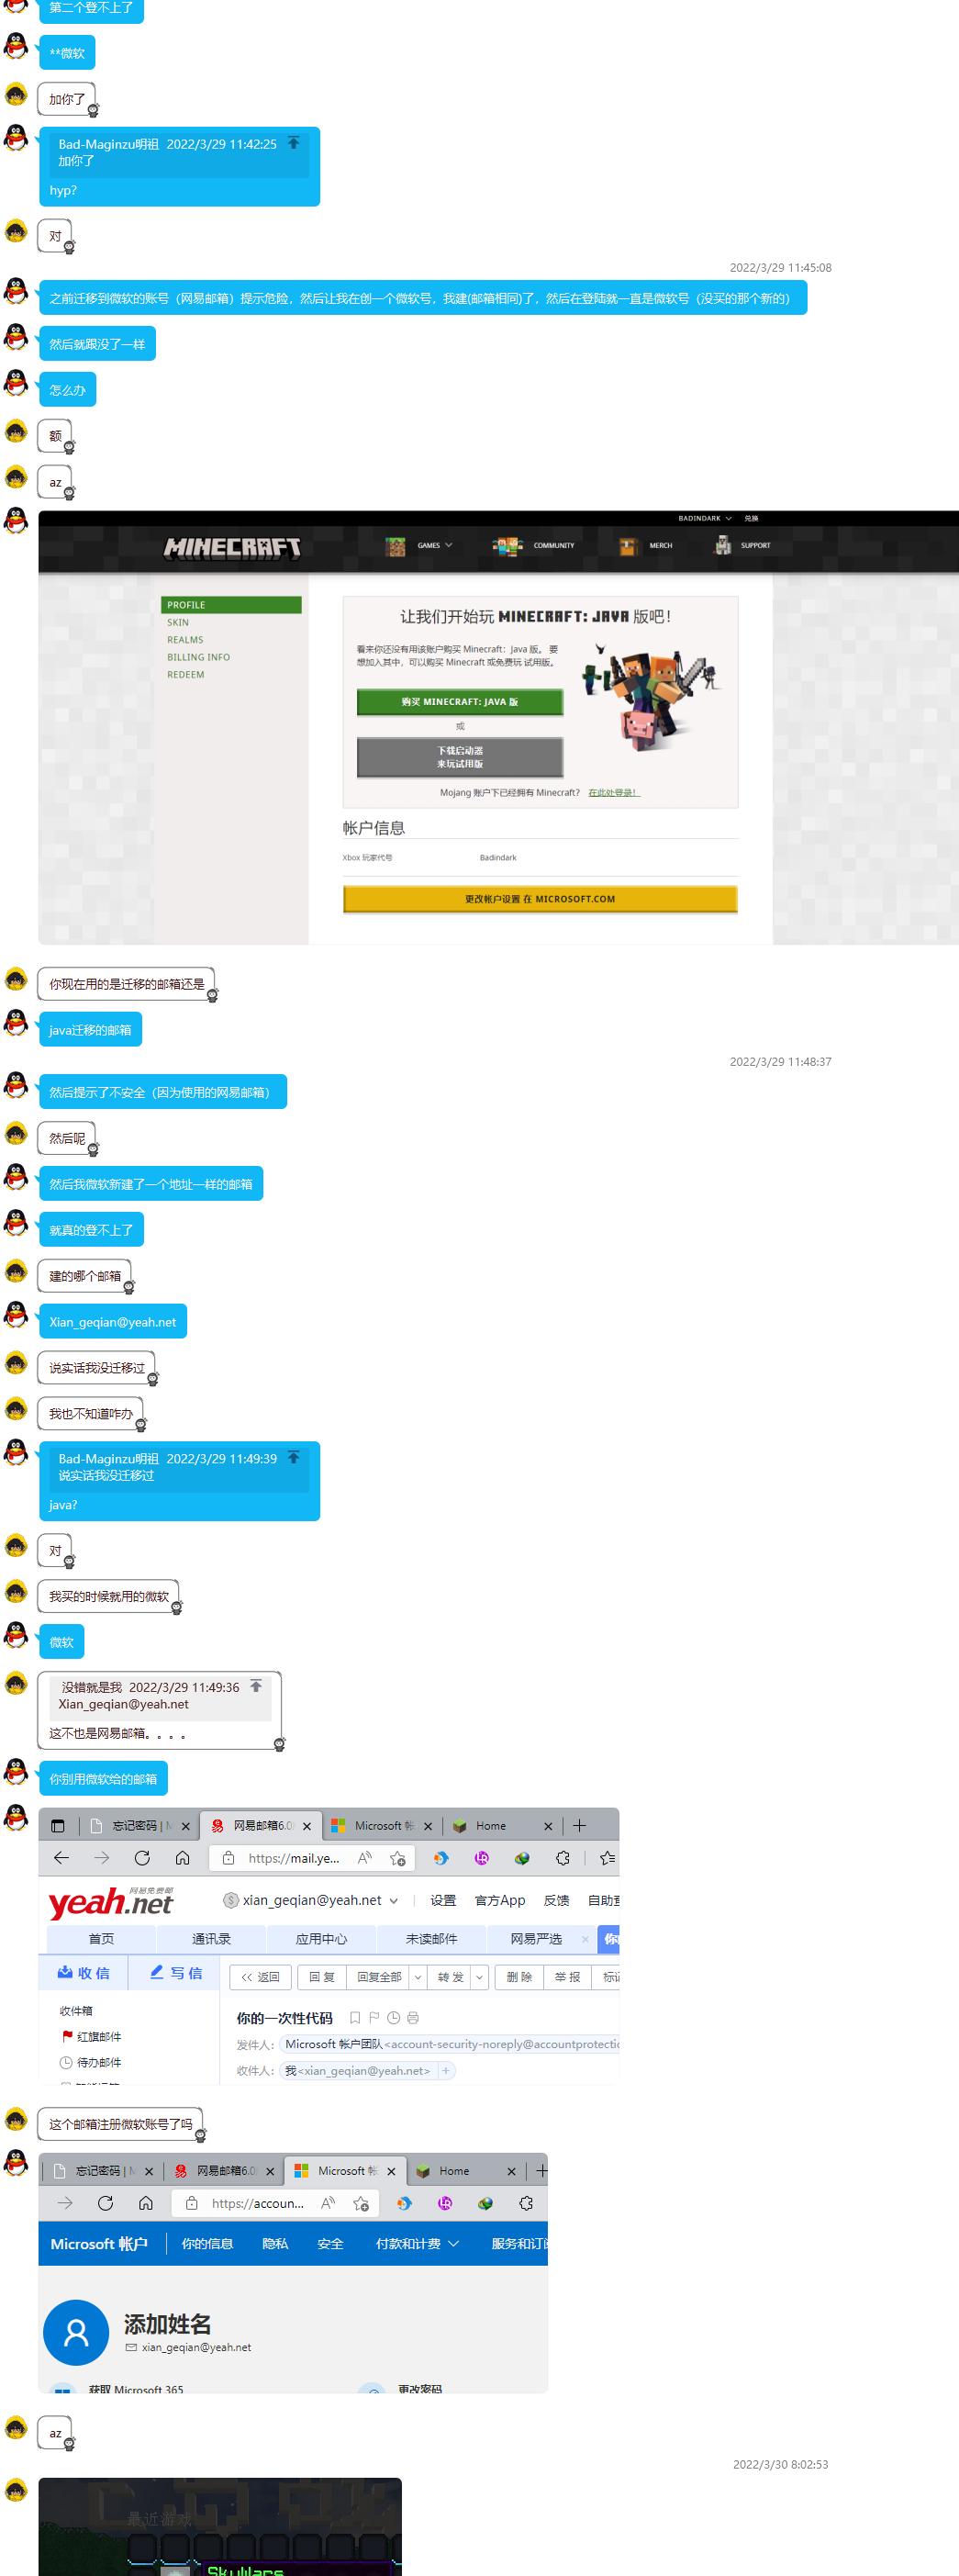 第二个登不上了
**微软
加你了
Bad-Maginzu明祖 2022/3/29 11:42:25
加你了
hyp?
对
2022/3/29 11:45:08
之前迁移到微软的账号（网易邮箱）提示危险，然后让我在创一个微软号，我建(邮箱相同)了，然后在登陆就一直是微软号（没买的那个新的）
然后就跟没了一样
怎么办
额
az
BADINDARK 兑换
MINECRAFT GAMES COMMUNITY MERCH SUPPORT
PROFILE
SKIN
REALMS
BILLING INFO
REDEEM
让我们开始玩 MINECRAFT: JAVA 版吧！
看来你还没有用该账户购买 Minecraft：Java 版。 要
想加入其中，可以购买 Minecraft 或免费玩 试用版。
购买 MINECRAFT: JAVA 版
或
下载启动器
来玩试用版
Mojang 账户下已经拥有 Minecraft？ 在此处登录！
帐户信息
Xbox 玩家代号 Badindark
更改帐户设置 在 MICROSOFT.COM
你现在用的是迁移的邮箱还是
java迁移的邮箱
2022/3/29 11:48:37
然后提示了不安全（因为使用的网易邮箱）
然后呢
然后我微软新建了一个地址一样的邮箱
就真的登不上了
建的哪个邮箱
Xian_geqian@yeah.net
说实话我没迁移过
我也不知道咋办
Bad-Maginzu明祖 2022/3/29 11:49:39
说实话我没迁移过
java?
对
我买的时候就用的微软
微软
没错就是我 2022/3/29 11:49:36
Xian_geqian@yeah.net
这不也是网易邮箱。。。。
你别用微软给的邮箱
忘记密码 | M 网易邮箱6.0 Microsoft 帐 Home
https://mail.ye...
yeah.net 网易免费邮 xian_geqian@yeah.net 设置 官方App 反馈 自助
首页 通讯录 应用中心 未读邮件 网易严选 你
收 信 写 信 << 返回 回 复 回复全部 转 发 删 除 举 报 标记
收件箱
红旗邮件
待办邮件
你的一次性代码
发件人： Microsoft 帐户团队<account-security-noreply@accountprotectio
收件人： 我<xian_geqian@yeah.net>
这个邮箱注册微软账号了吗
忘记密码 | M 网易邮箱6.0 Microsoft 帐 Home
https://accoun...
Microsoft 帐户 你的信息 隐私 安全 付款和计费 服务和订阅
添加姓名
xian_geqian@yeah.net
获取 Microsoft 365 更改密码
az
2022/3/30 8:02:53
最近游戏
SkyWars